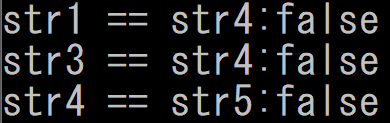 str1 == str4:false
str3 == str4:false
str4 == str5:false